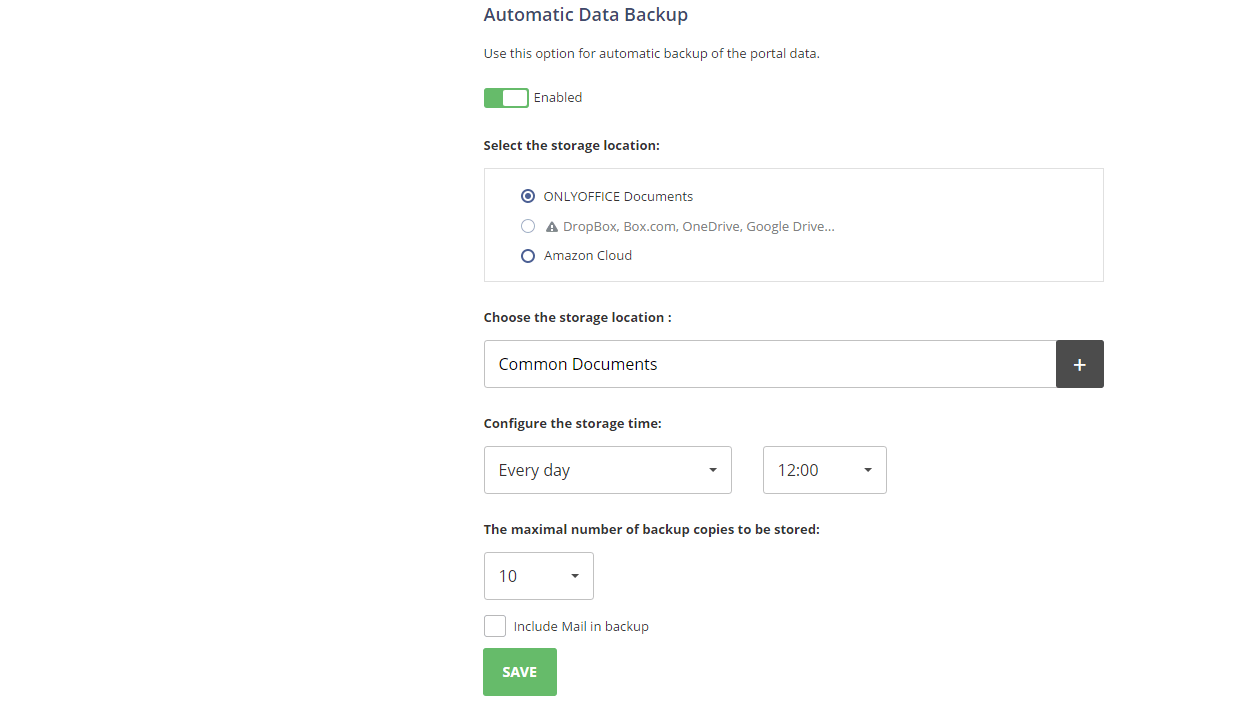 Automatic Data Backup
Use this option for automatic backup of the portal data.
Enabled
Select the storage location:
ONLYOFFICE Documents
DropBox, Box.com, OneDrive, Google Drive...
Amazon Cloud
Choose the storage location :
Common Documents
+
Configure the storage time:
Every day 12:00
The maximal number of backup copies to be stored:
10
Include Mail in backup
SAVE